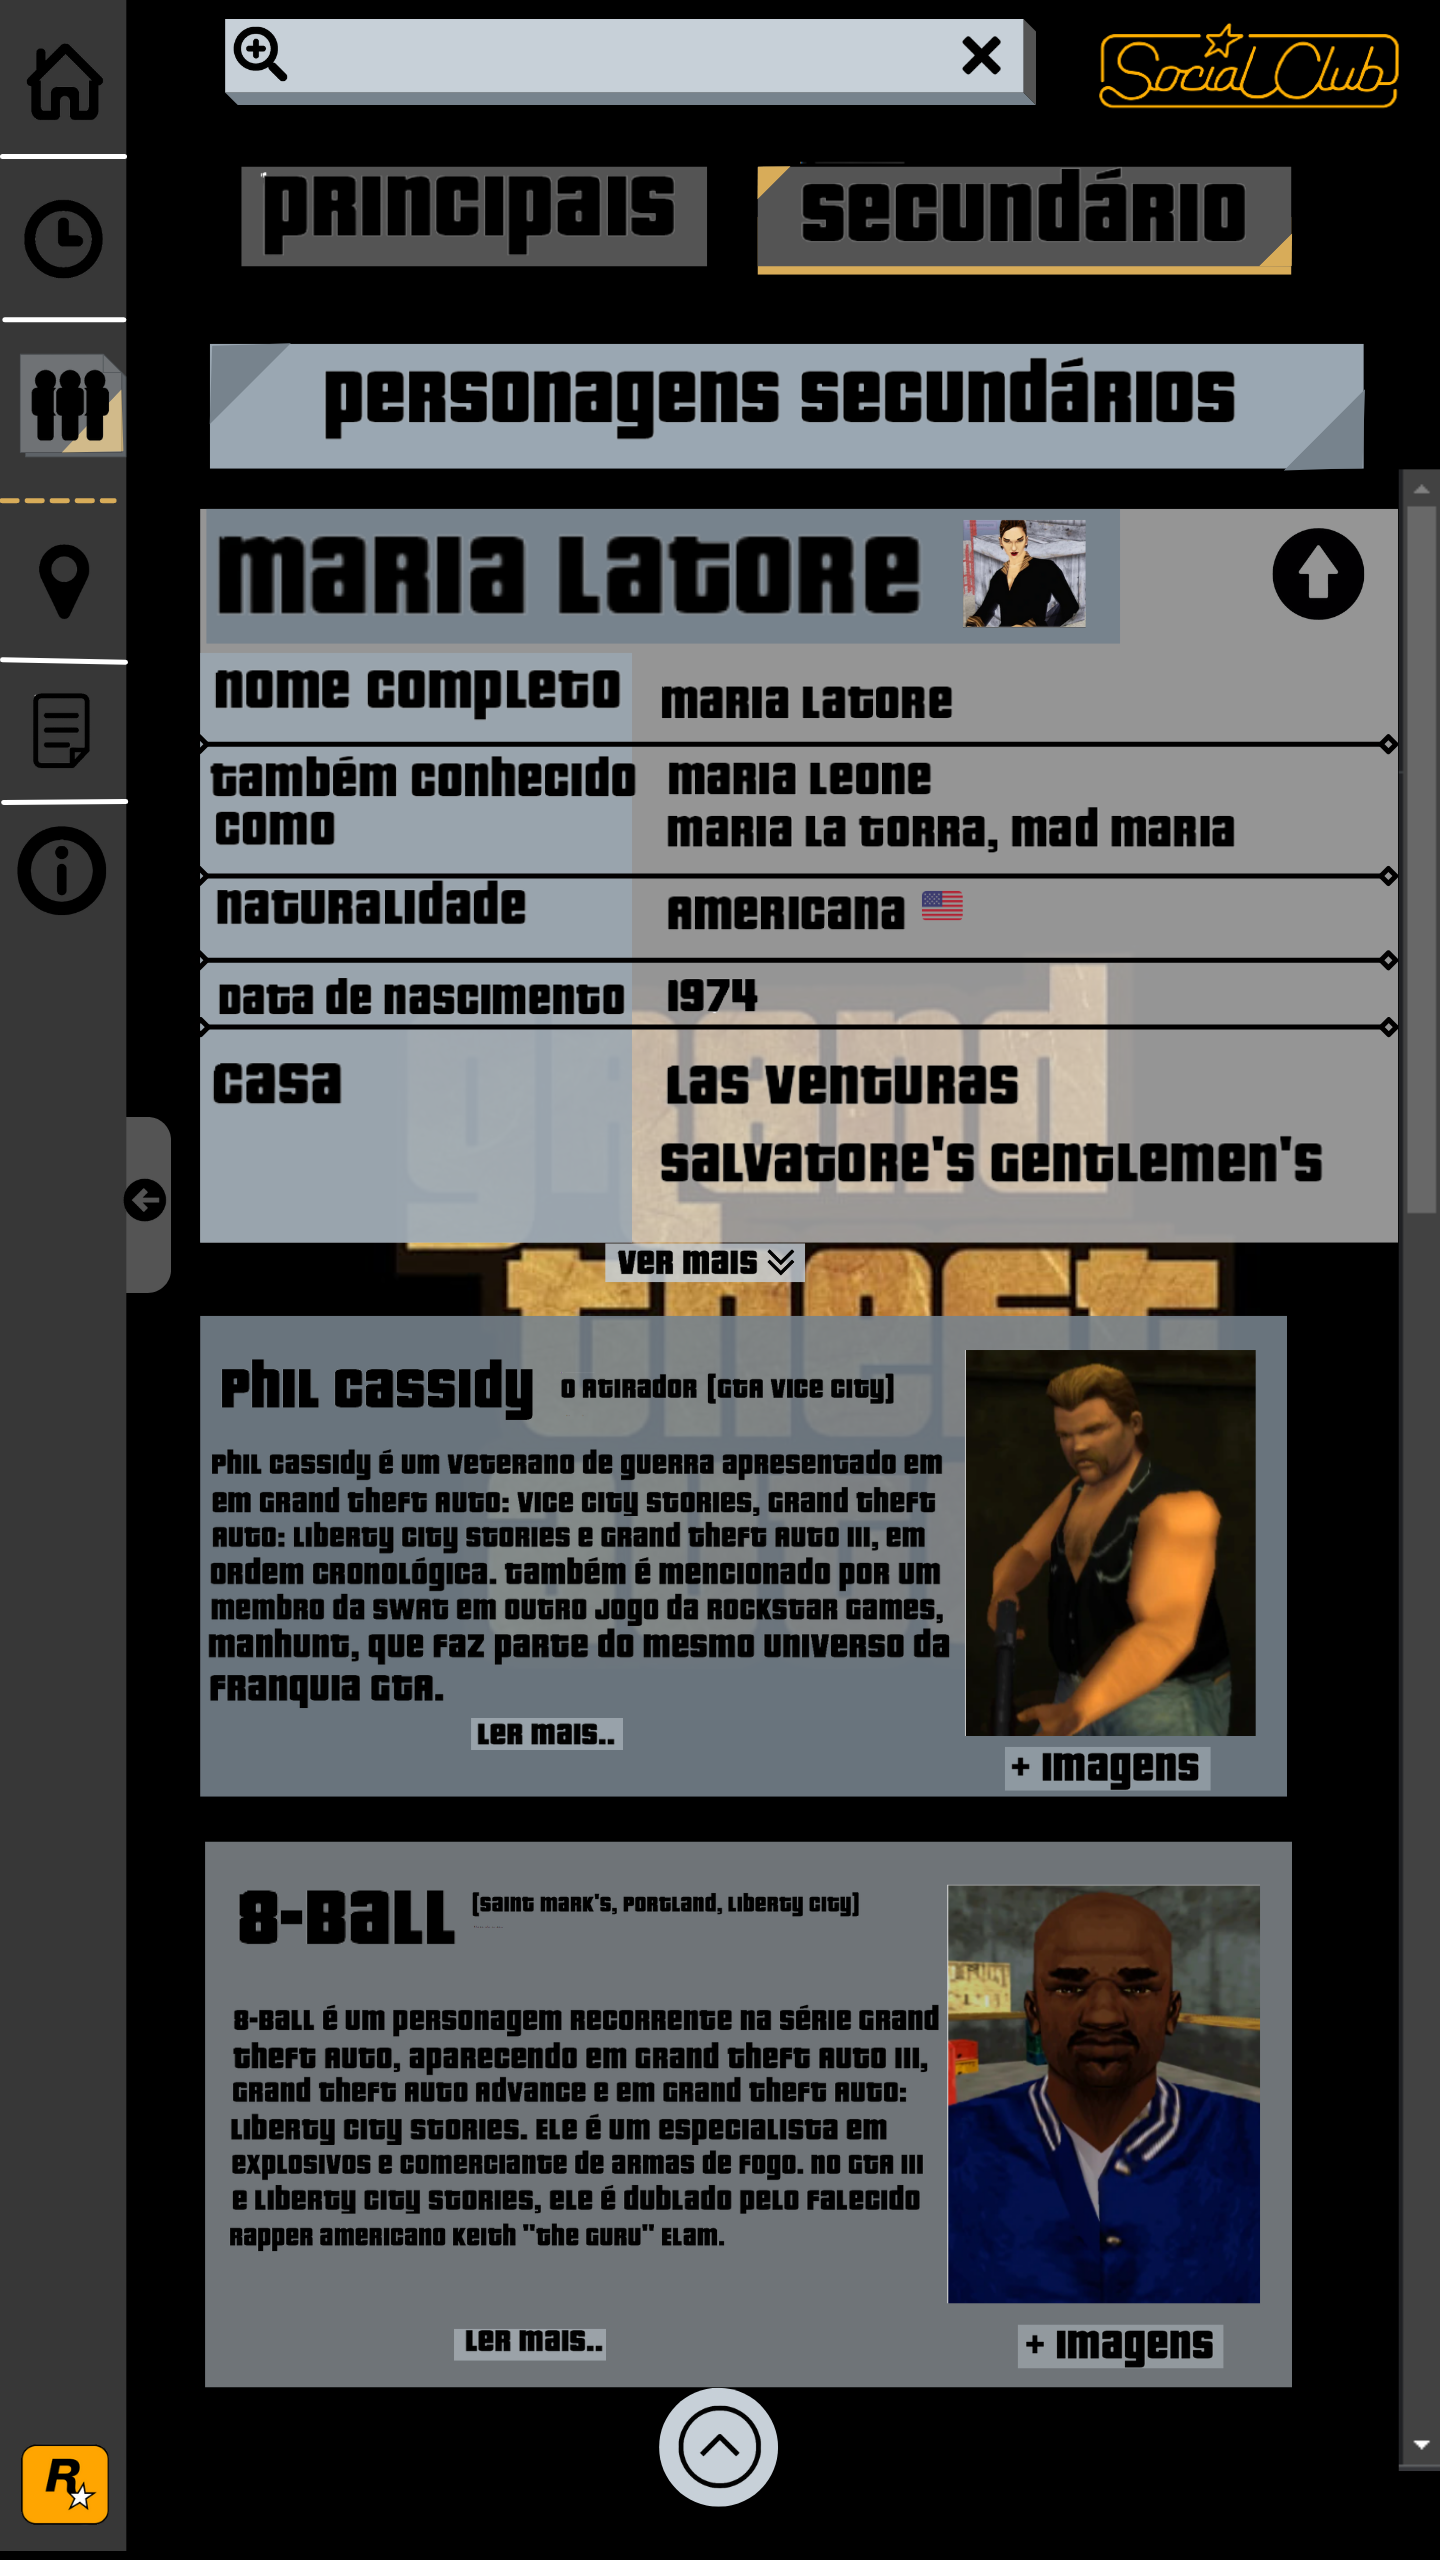 Social Club
Principais
Secundário
Personagens Secundários
Maria Latore
Nome completo
Maria Latore
Também conhecido
como
Maria Leone
Maria La Torra, Mad Maria
Naturalidade
Americana
Data de nascimento
1974
Casa
Las Venturas
Salvatore's Gentlemen's
Ver mais
grand
theft
Phil Cassidy
O Atirador [GTA Vice City]
Phil Cassidy é um veterano de guerra apresentado em
em Grand Theft Auto: Vice City Stories, Grand Theft
Auto: Liberty City Stories e Grand Theft Auto III, em
ordem cronológica. Também é mencionado por um
membro da SWAT em outro jogo da Rockstar Games,
Manhunt, que faz parte do mesmo universo da
franquia GTA.
Ler mais..
+ Imagens
8-Ball
[Saint Mark's, Portland, Liberty City]
8-Ball é um personagem recorrente na série Grand
Theft Auto, aparecendo em Grand Theft Auto III,
Grand Theft Auto Advance e em Grand Theft Auto:
Liberty City Stories. Ele é um especialista em
explosivos e comerciante de armas de fogo. No GTA III
e Liberty City Stories, ele é dublado pelo falecido
rapper americano Keith "The Guru" Elam.
Ler mais..
+ Imagens
R